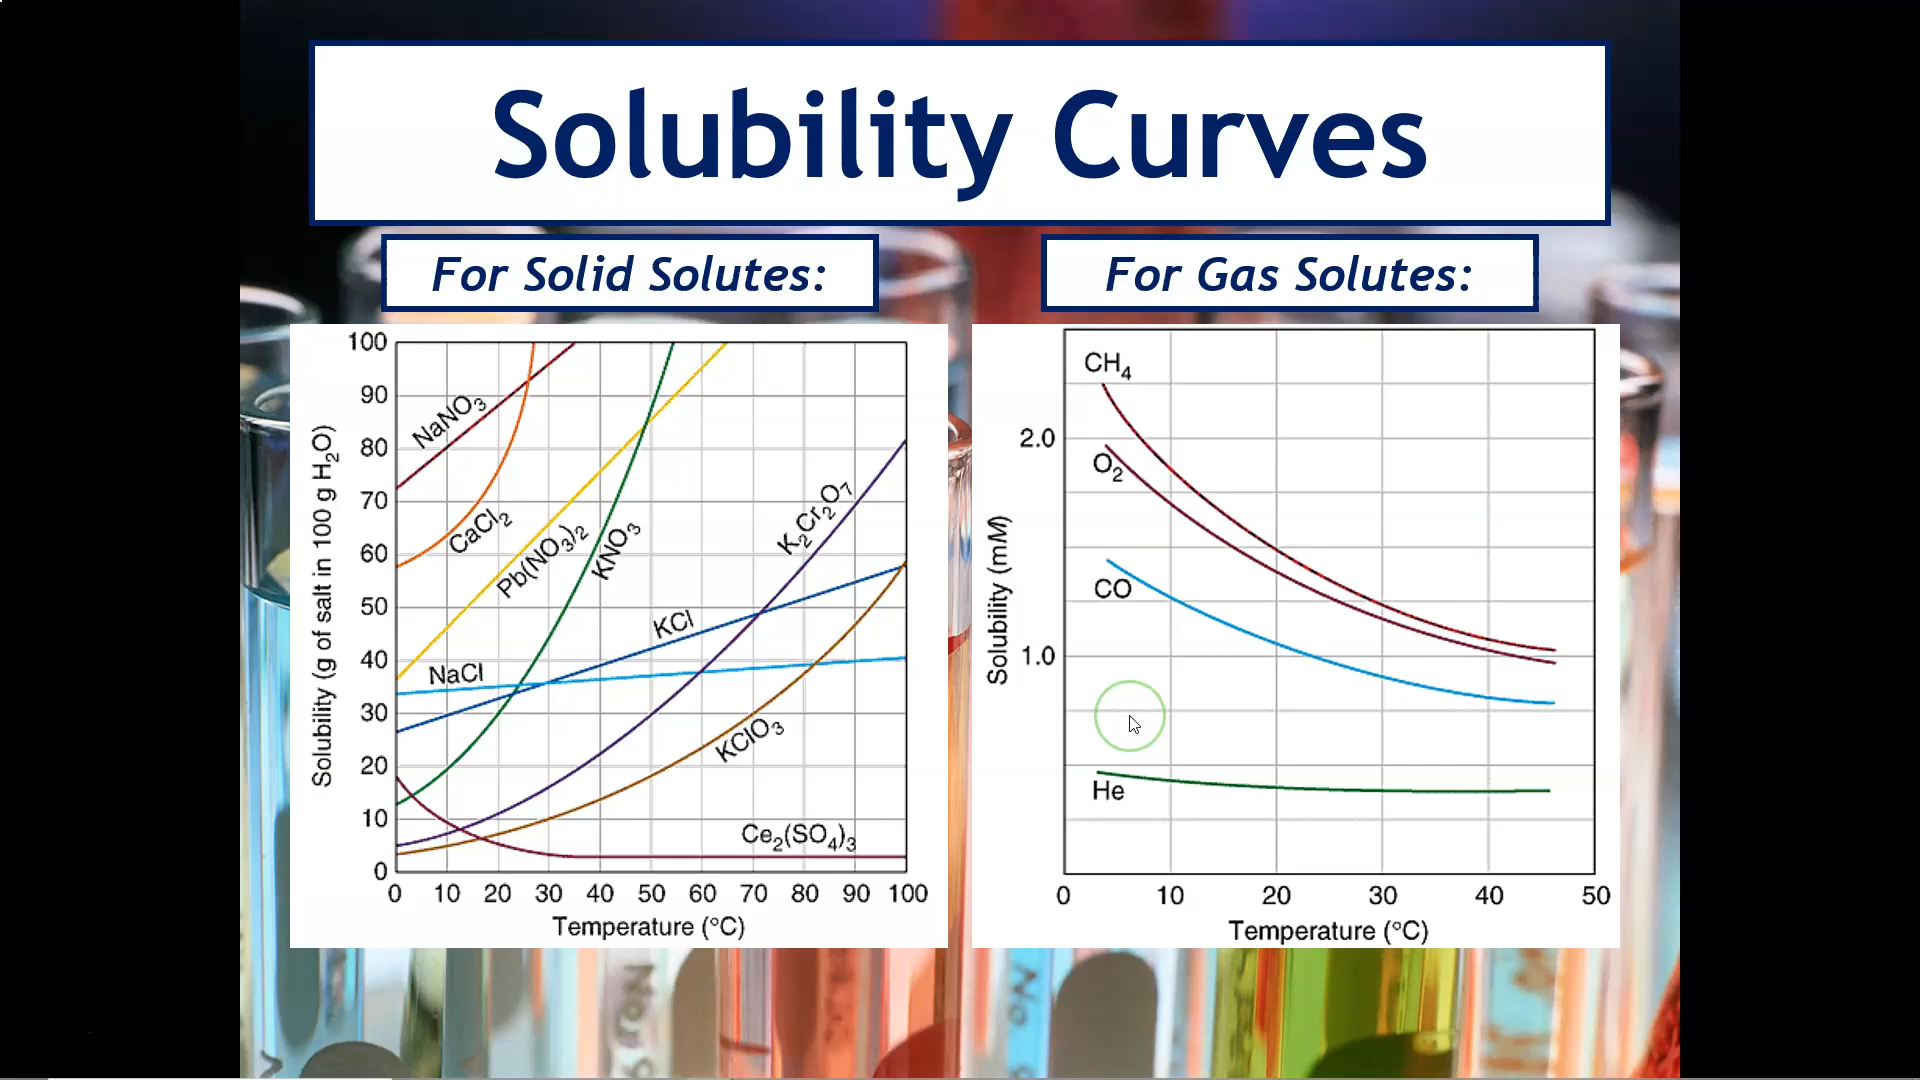 Solubility Curves
For Solid Solutes:
For Gas Solutes:
Solubility (g of salt in 100 g H₂O)
100
90
80
70
60
50
40
30
20
10
0
NaNO₃
CaCl₂
Pb(NO₃)₂
KNO₃
K₂Cr₂O₇
KCl
NaCl
KClO₃
Ce₂(SO₄)₃
0 10 20 30 40 50 60 70 80 90 100
Temperature (°C)
Solubility (mM)
2.0
1.0
CH₄
O₂
CO
He
0 10 20 30 40 50
Temperature (°C)